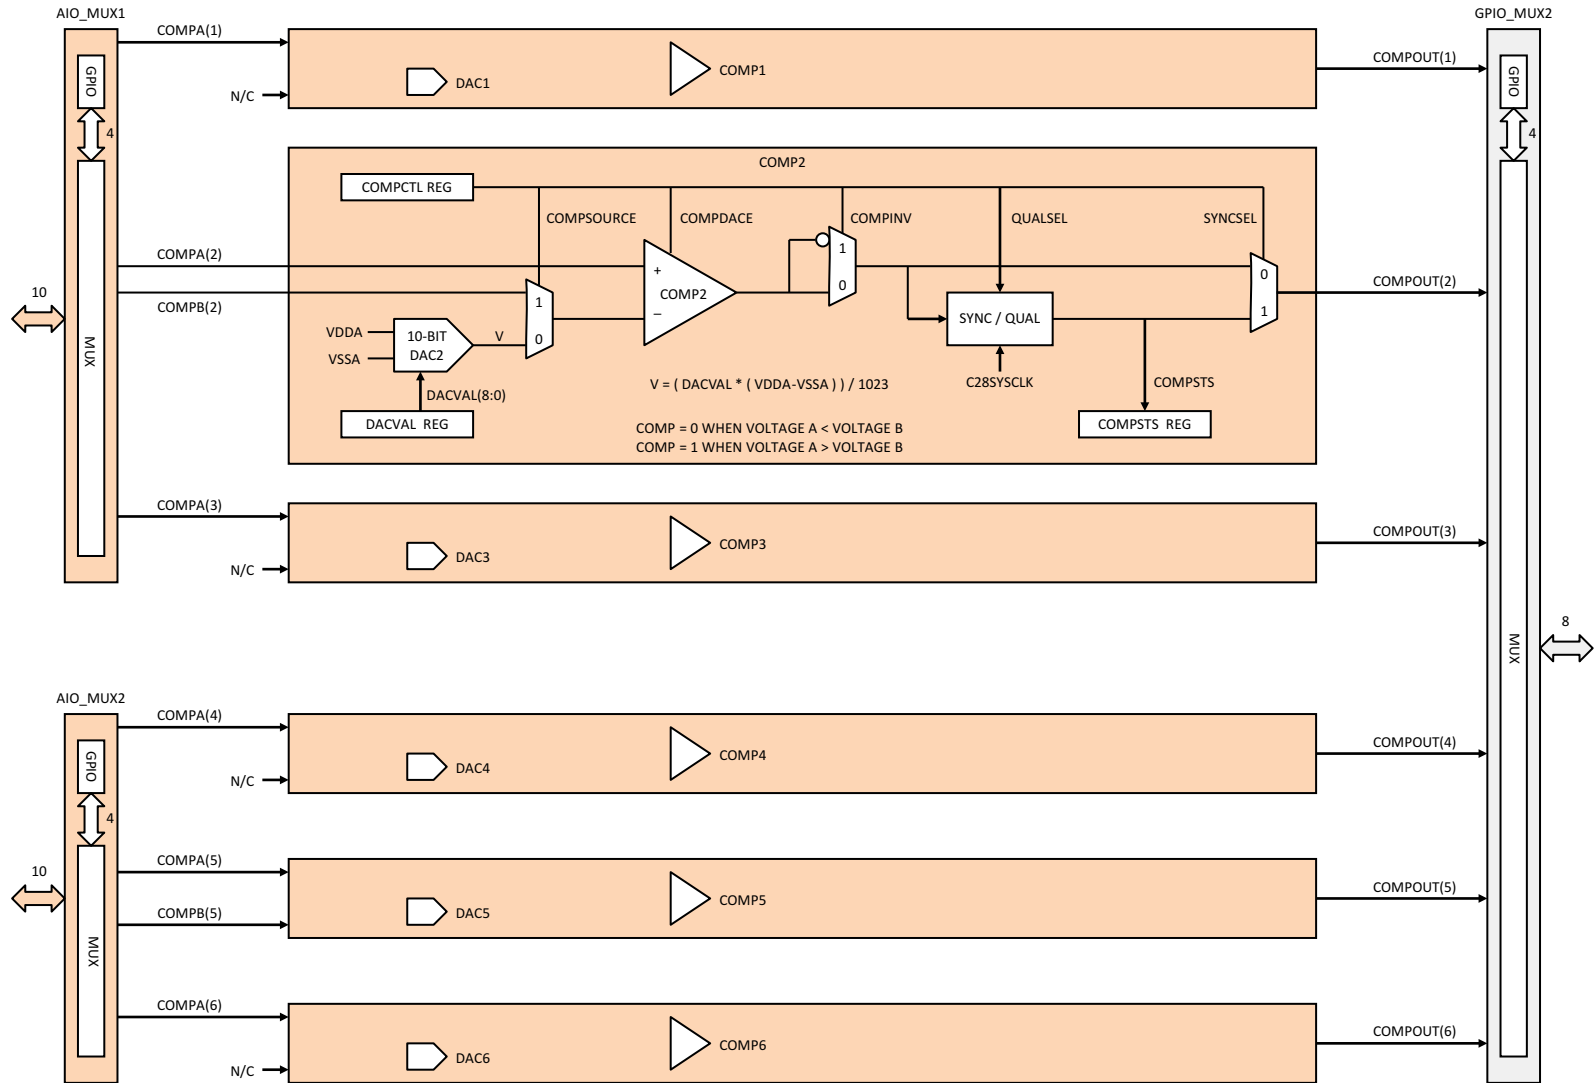 AIO_MUX1
GPIO_MUX2
COMPA(1)
COMPOUT(1)
GPIO
GPIO
DAC1
COMP1
N/C
4
4
COMP2
COMPCTL REG
COMPSOURCE
COMPDACE
COMPINV
QUALSEL
SYNCSEL
COMPA(2)
COMPOUT(2)
1
0
+
COMP2
–
10
COMPB(2)
1
0
1
0
SYNC / QUAL
VDDA
VSSA
10-BIT
DAC2
V
MUX
V = ( DACVAL * ( VDDA-VSSA ) ) / 1023
C28SYSCLK
COMPSTS
DACVAL(8:0)
DACVAL REG
COMPSTS REG
COMP = 0 WHEN VOLTAGE A < VOLTAGE B
COMP = 1 WHEN VOLTAGE A > VOLTAGE B
COMPA(3)
COMPOUT(3)
DAC3
COMP3
N/C
8
MUX
AIO_MUX2
COMPA(4)
COMPOUT(4)
GPIO
DAC4
COMP4
N/C
4
COMPA(5)
10
COMPOUT(5)
COMPB(5)
DAC5
COMP5
MUX
COMPA(6)
COMPOUT(6)
DAC6
COMP6
N/C